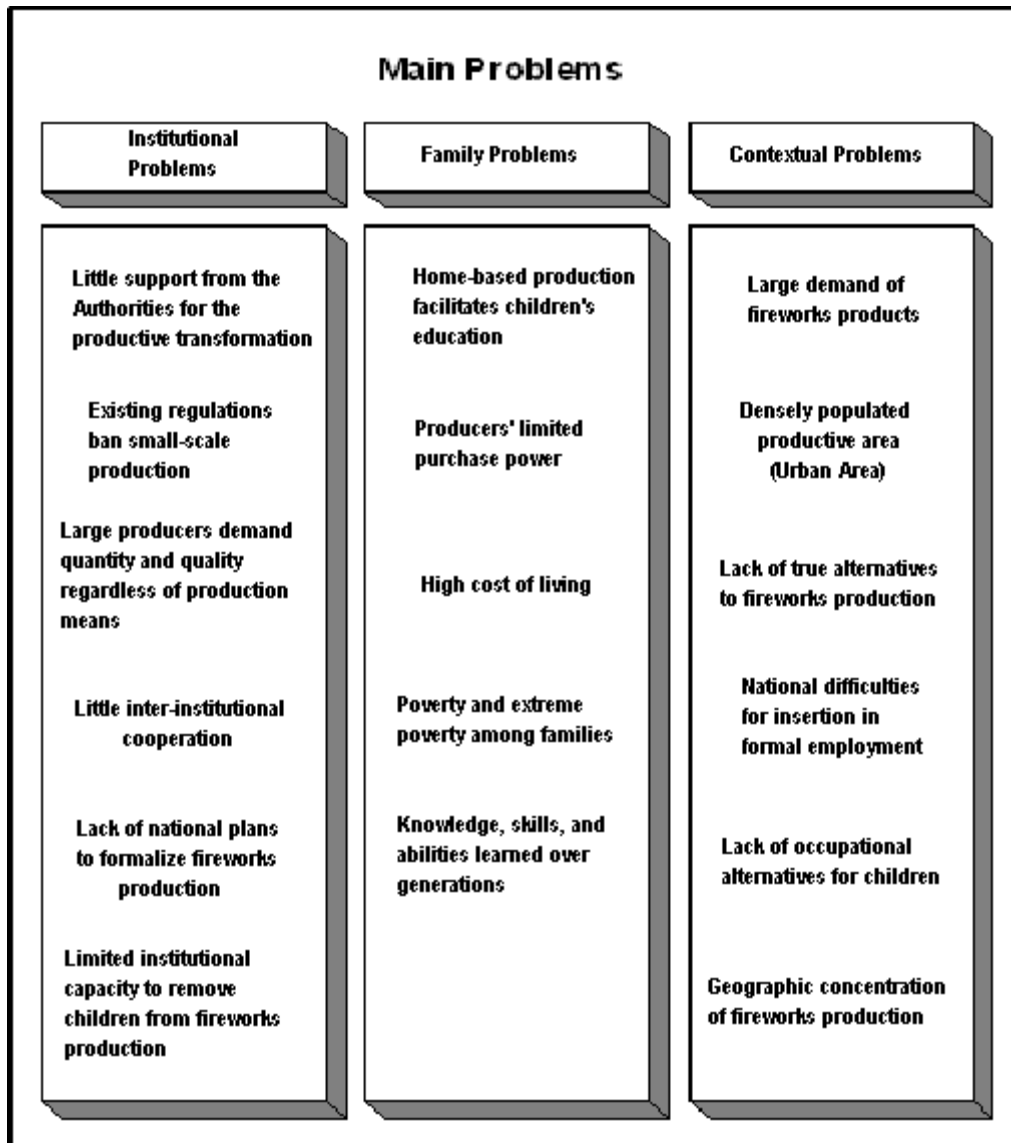 Main Problems
Institutional
Problems
Little support from the
Authorities for the
productive transformation
Existing regulations
ban small-scale
production
Large producers demand
quantity and quality
regardless of production
means
Little inter-institutional
cooperation
Lack of national plans
to formalize fireworks
production
Limited institutional
capacity to remove
children from fireworks
production
Family Problems
Home-based production
facilitates children's
education
Producers' limited
purchase power
High cost of living
Poverty and extreme
poverty among families
Knowledge, skills, and
abilities learned over
generations
Contextual Problems
Large demand of
fireworks products
Densely populated
productive area
(Urban Area)
Lack of true alternatives
to fireworks production
National difficulties
for insertion in
formal employment
Lack of occupational
alternatives for children
Geographic concentration
of fireworks production